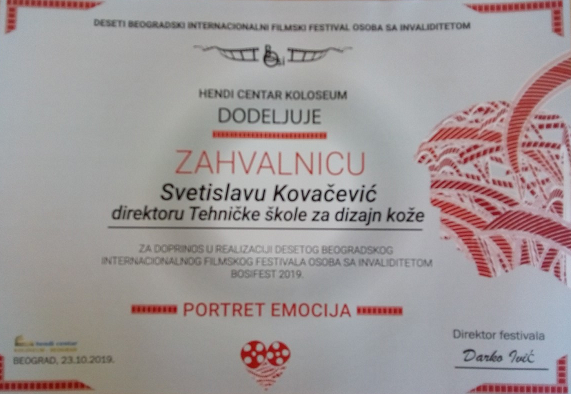 DESETI BEOGRADSKI INTERNACIONALNI FILMSKI FESTIVAL OSOBA SA INVALIDITETOM
HENDI CENTAR KOLOSEUM
DODELJUJE
ZAHVALNICU
Svetislavu Kovačević
direktoru Tehničke škole za dizajn kože
ZA DOPRINOS U REALIZACIJI DESETOG BEOGRADSKOG
INTERNACIONALNOG FILMSKOG FESTIVALA OSOBA SA INVALIDITETOM
BOSIFEST 2019.
PORTRET EMOCIJA
hendi centar
BEOGRAD, 23.10.2019.
Direktor festivala
Darko Ivić